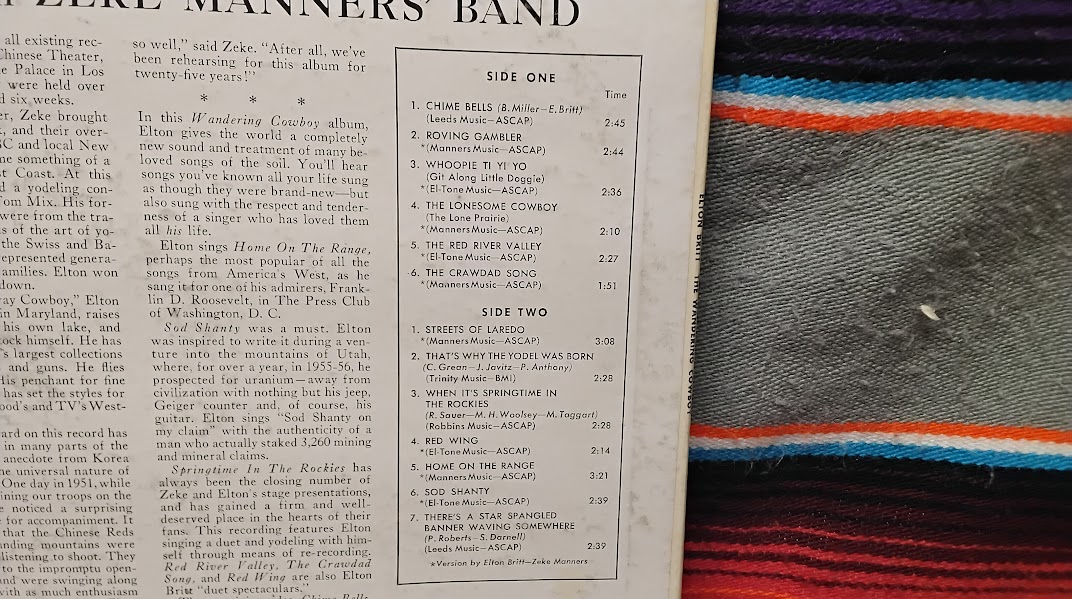 ZEKE MANNERS' BAND
all existing rec-
Chinese Theater,
Palace in Los
were held over
six weeks.
Zeke brought
and their over-
and local New
something of a
Coast. At this
a yodeling con-
Tom Mix. His for-
were from the tra-
s of the art of yo-
the Swiss and Ba-
epresented genera-
amilies. Elton won
down.
ray Cowboy," Elton
in Maryland, raises
his own lake, and
ock himself. He has
's largest collections
and guns. He flies
His penchant for fine
has set the styles for
ood's and TV's West-
ard on this record has
in many parts of the
anecdote from Korea
he universal nature of
One day in 1951, while
ining our troops on the
noticed a surprising
for accompaniment. It
that the Chinese Reds
nding mountains were
listening to shoot. They
to the impromptu open-
nd were swinging along
with as much enthusiasm
so well," said Zeke. "After all, we've
been rehearsing for this album for
twenty-five years!"
* * *
In this Wandering Cowboy album,
Elton gives the world a completely
new sound and treatment of many be-
loved songs of the soil. You'll hear
songs you've known all your life sung
as though they were brand-new—but
also sung with the respect and tender-
ness of a singer who has loved them
all his life.
Elton sings Home On The Range,
perhaps the most popular of all the
songs from America's West, as he
sang it for one of his admirers, Frank-
lin D. Roosevelt, in The Press Club
of Washington, D. C.
Sod Shanty was a must. Elton
was inspired to write it during a ven-
ture into the mountains of Utah,
where, for over a year, in 1955-56, he
prospected for uranium—away from
civilization with nothing but his jeep,
Geiger counter and, of course, his
guitar. Elton sings "Sod Shanty on
my claim" with the authenticity of a
man who actually staked 3,260 mining
and mineral claims.
Springtime In The Rockies has
always been the closing number of
Zeke and Elton's stage presentations,
and has gained a firm and well-
deserved place in the hearts of their
fans. This recording features Elton
singing a duet and yodeling with him-
self through means of re-recording.
Red River Valley, The Crawdad
Song, and Red Wing are also Elton
Britt "duet spectaculars."
SIDE ONE
Time
1. CHIME BELLS (B. Miller—E. Britt)
(Leeds Music—ASCAP) 2:45
2. ROVING GAMBLER
*(Manners Music—ASCAP) 2:44
3. WHOOPIE TI YI YO
(Git Along Little Doggie)
*(El-Tone Music—ASCAP) 2:36
4. THE LONESOME COWBOY
(The Lone Prairie)
*(Manners Music—ASCAP) 2:10
5. THE RED RIVER VALLEY
*(El-Tone Music—ASCAP) 2:27
6. THE CRAWDAD SONG
*(Manners Music—ASCAP) 1:51
SIDE TWO
1. STREETS OF LAREDO
*(El-Tone Music—ASCAP) 3:08
2. THAT'S WHY THE YODEL WAS BORN
(C. Grean—J. Javitz—P. Anthony)
(Trinity Music—BMI) 2:28
3. WHEN IT'S SPRINGTIME IN
THE ROCKIES
(R. Sauer—M. H. Woolsey—M. Taggart)
(Robbins Music—ASCAP) 2:28
4. RED WING
*(El-Tone Music—ASCAP) 2:14
5. HOME ON THE RANGE
*(Manners Music—ASCAP) 3:21
6. SOD SHANTY
*(El-Tone Music—ASCAP) 2:39
7. THERE'S A STAR SPANGLED
BANNER WAVING SOMEWHERE
(P. Roberts—S. Darnell)
(Leeds Music—ASCAP) 2:39
*Version by Elton Britt—Zeke Manners
ELTON BRITT THE WANDERING COWBOY